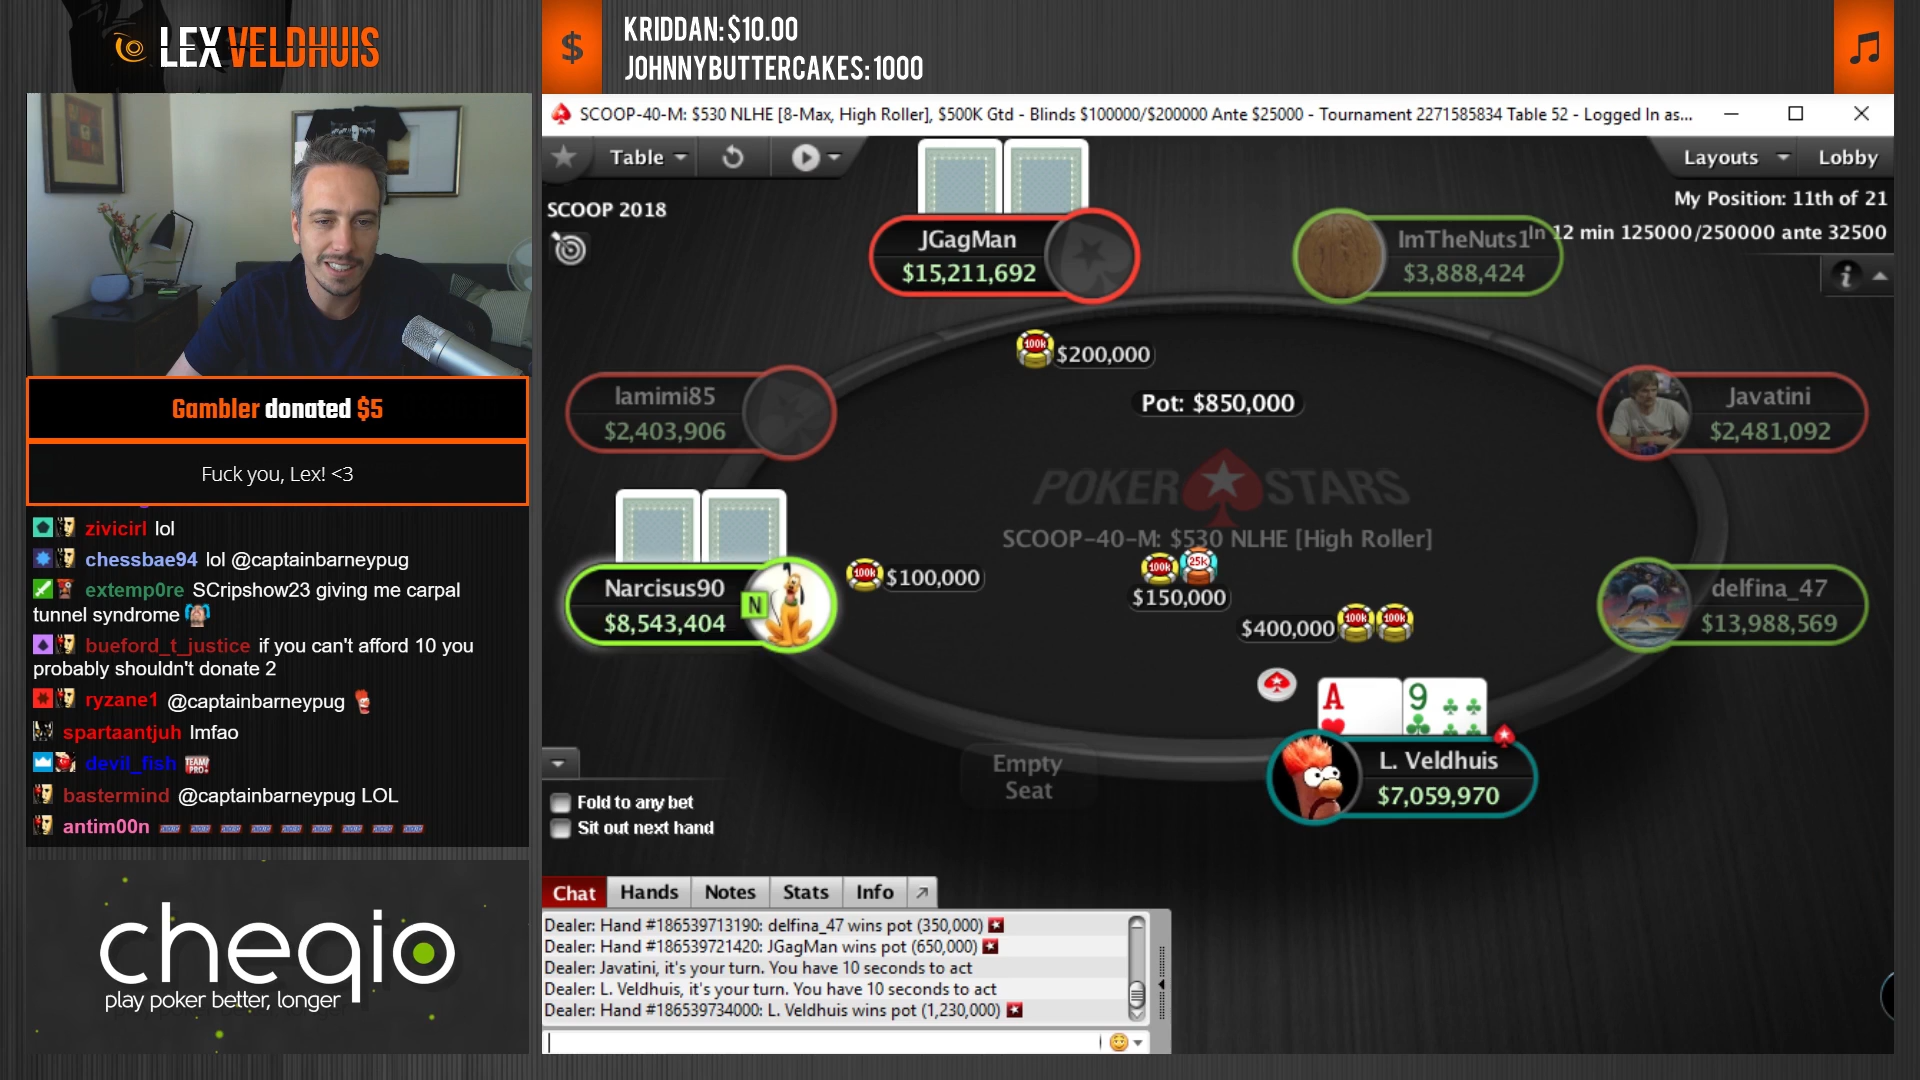 LEXVELDHUIS
$
KRIDDAN: $10.00
JOHNNYBUTTERCAKES: 1000
SCOOP-40-M: $530 NLHE [8-Max, High Roller], $500K Gtd - Blinds $100000/$200000 Ante $25000 - Tournament 2271585834 Table 52 - Logged In as...
Table
Layouts
Lobby
SCOOP 2018
My Position: 11th of 21
In 12 min 125000/250000 ante 32500
JGagMan
$15,211,692
ImTheNuts1
$3,888,424
$200,000
Pot: $850,000
lamimi85
$2,403,906
Javatini
$2,481,092
POKER STARS
SCOOP-40-M: $530 NLHE [High Roller]
100k
$100,000
100k
25k
$150,000
$400,000
100k
100k
Narcisus90
N
$8,543,404
delfina_47
$13,988,569
A
9
L. Veldhuis
$7,059,970
Empty
Seat
Fold to any bet
Sit out next hand
Chat
Hands
Notes
Stats
Info
Dealer: Hand #186539713190: delfina_47 wins pot (350,000)
Dealer: Hand #186539721420: JGagMan wins pot (650,000)
Dealer: Javatini, it's your turn. You have 10 seconds to act
Dealer: L. Veldhuis, it's your turn. You have 10 seconds to act
Dealer: Hand #186539734000: L. Veldhuis wins pot (1,230,000)
Gambler donated $5
Fuck you, Lex! <3
zivicirl lol
chessbae94 lol @captainbarneypug
extemp0re SCripshow23 giving me carpal
tunnel syndrome
bueford_t_justice if you can't afford 10 you
probably shouldn't donate 2
ryzane1 @captainbarneypug
spartaantjuh lmfao
devil_fish TEAM PRO!
bastermind @captainbarneypug LOL
antim00n
cheqio
play poker better, longer